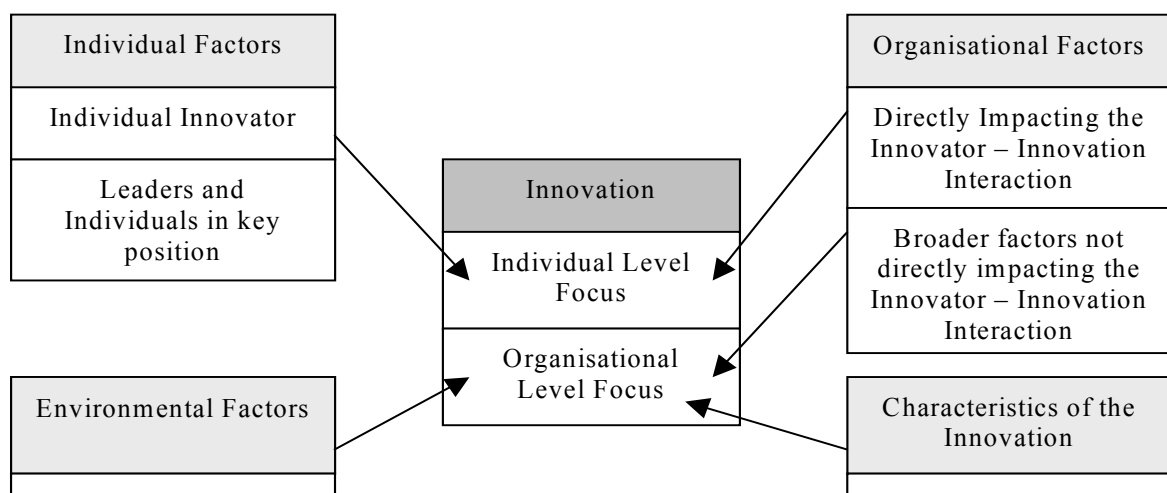 Individual Factors
Individual Innovator
Leaders and
Individuals in key
position
Environmental Factors
Innovation
Individual Level
Focus
Organisational
Level Focus
Organisational Factors
Directly Impacting the
Innovator – Innovation
Interaction
Broader factors not
directly impacting the
Innovator – Innovation
Interaction
Characteristics of the
Innovation